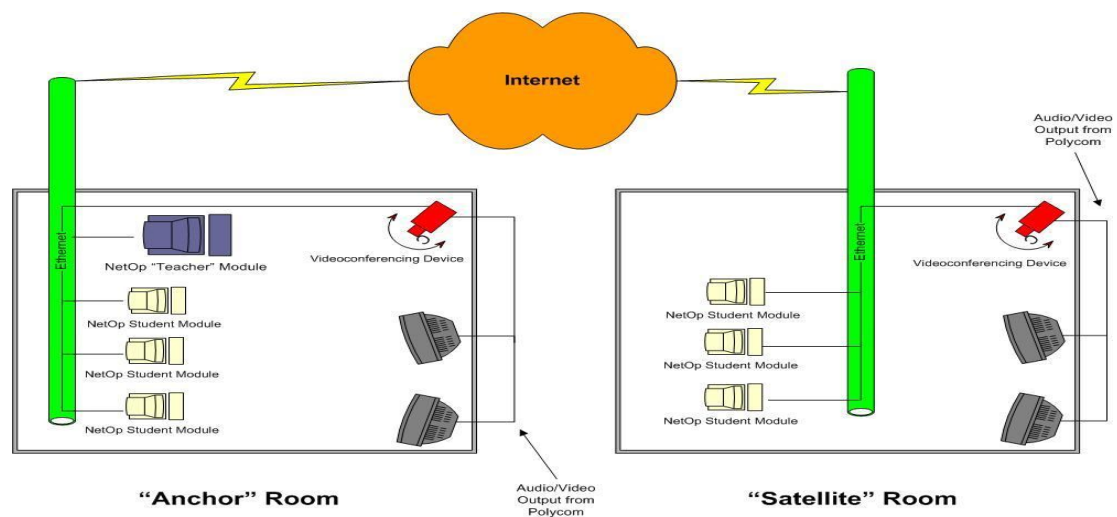 Internet
Audio/Video
Output from
Polycom
Ethernet
NetOp “Teacher” Module
Videoconferencing Device
NetOp Student Module
NetOp Student Module
NetOp Student Module
Audio/Video
Output from
Polycom
“Anchor” Room
Ethernet
Videoconferencing Device
NetOp Student Module
NetOp Student Module
NetOp Student Module
“Satellite” Room